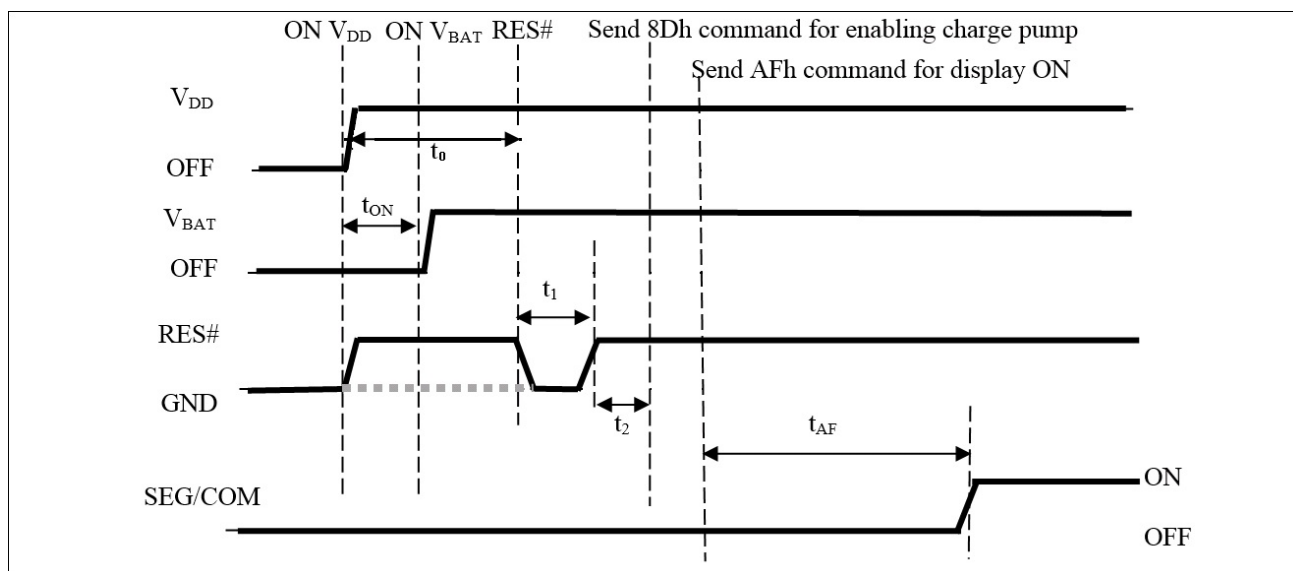 ON VDD ON VBAT RES# Send 8Dh command for enabling charge pump
Send AFh command for display ON
VDD
t0
OFF
tON
VBAT
OFF
t1
RES#
GND
t2
tAF
SEG/COM
ON
OFF